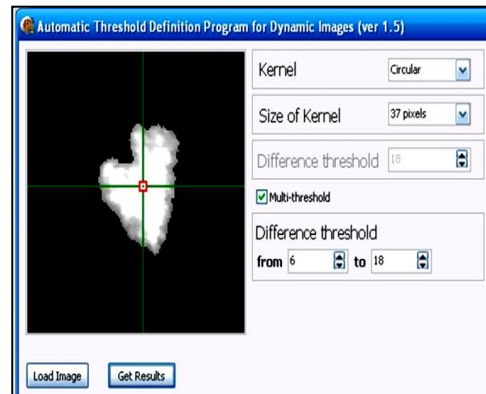 Automatic Threshold Definition Program for Dynamic Images (ver 1.5)
Kernel Circular
Size of Kernel 37 pixels
Difference threshold 18
Multi-threshold
Difference threshold
from 6 to 18
Load Image Get Results